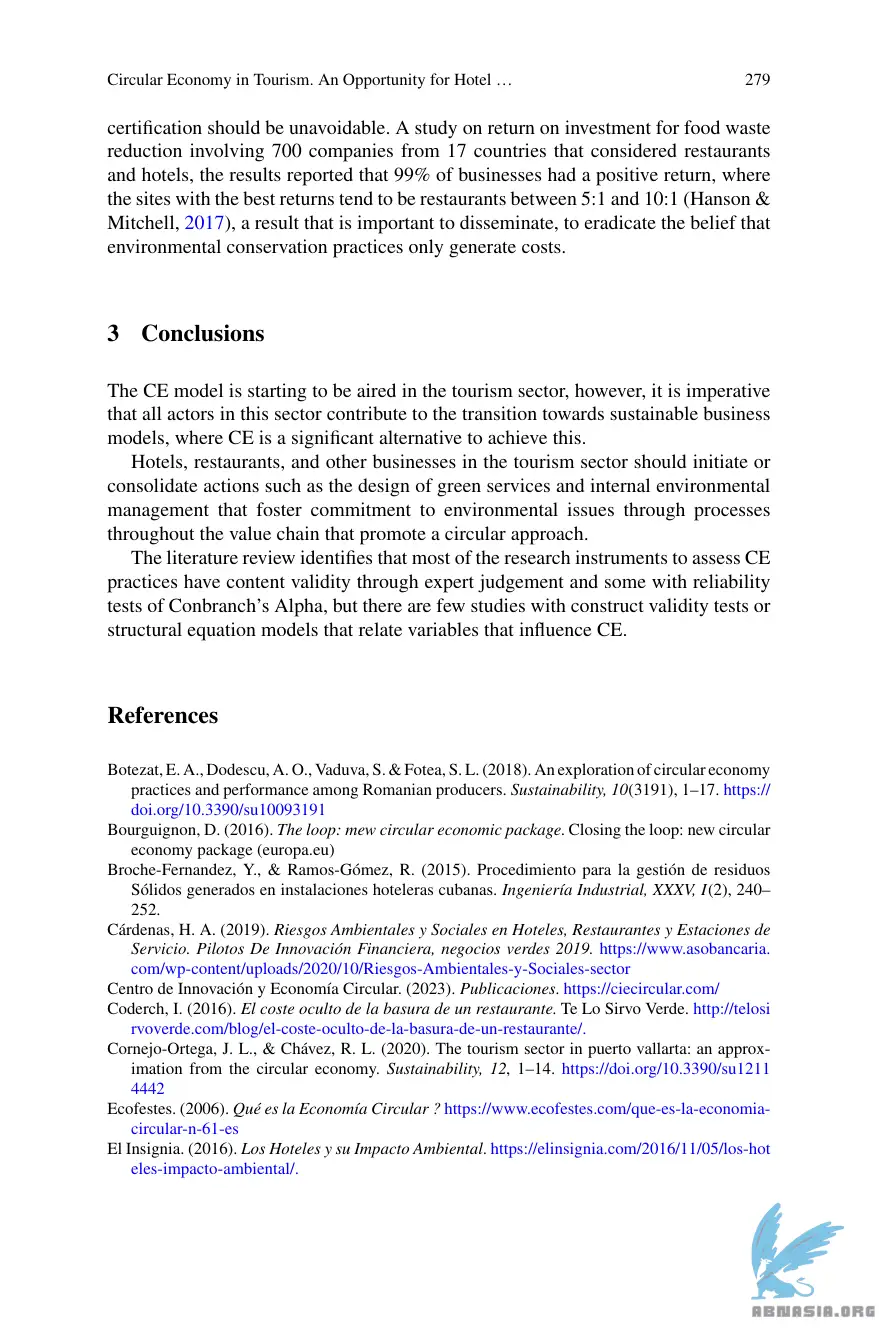 Circular Economy in Tourism. An Opportunity for Hotel … 279
certification should be unavoidable. A study on return on investment for food waste
reduction involving 700 companies from 17 countries that considered restaurants
and hotels, the results reported that 99% of businesses had a positive return, where
the sites with the best returns tend to be restaurants between 5:1 and 10:1 (Hanson &
Mitchell, 2017), a result that is important to disseminate, to eradicate the belief that
environmental conservation practices only generate costs.
3 Conclusions
The CE model is starting to be aired in the tourism sector, however, it is imperative
that all actors in this sector contribute to the transition towards sustainable business
models, where CE is a significant alternative to achieve this.
Hotels, restaurants, and other businesses in the tourism sector should initiate or
consolidate actions such as the design of green services and internal environmental
management that foster commitment to environmental issues through processes
throughout the value chain that promote a circular approach.
The literature review identifies that most of the research instruments to assess CE
practices have content validity through expert judgement and some with reliability
tests of Conbranch’s Alpha, but there are few studies with construct validity tests or
structural equation models that relate variables that influence CE.
References
Botezat, E. A., Dodescu, A. O., Vaduva, S. & Fotea, S. L. (2018). An exploration of circular economy
practices and performance among Romanian producers. Sustainability, 10(3191), 1–17. https://
doi.org/10.3390/su10093191
Bourguignon, D. (2016). The loop: mew circular economic package. Closing the loop: new circular
economy package (europa.eu)
Broche-Fernandez, Y., & Ramos-Gómez, R. (2015). Procedimiento para la gestión de residuos
Sólidos generados en instalaciones hoteleras cubanas. Ingeniería Industrial, XXXV, I(2), 240–
252.
Cárdenas, H. A. (2019). Riesgos Ambientales y Sociales en Hoteles, Restaurantes y Estaciones de
Servicio. Pilotos De Innovación Financiera, negocios verdes 2019. https://www.asobancaria.
com/wp-content/uploads/2020/10/Riesgos-Ambientales-y-Sociales-sector
Centro de Innovación y Economía Circular. (2023). Publicaciones. https://ciecircular.com/
Coderch, I. (2016). El coste oculto de la basura de un restaurante. Te Lo Sirvo Verde. http://telosi
rvoverde.com/blog/el-coste-oculto-de-la-basura-de-un-restaurante/.
Cornejo-Ortega, J. L., & Chávez, R. L. (2020). The tourism sector in puerto vallarta: an approx-
imation from the circular economy. Sustainability, 12, 1–14. https://doi.org/10.3390/su1211
4442
Ecofestes. (2006). Qué es la Economía Circular ? https://www.ecofestes.com/que-es-la-economia-
circular-n-61-es
El Insignia. (2016). Los Hoteles y su Impacto Ambiental. https://elinsignia.com/2016/11/05/los-hot
eles-impacto-ambiental/.
ABNASIA.ORG